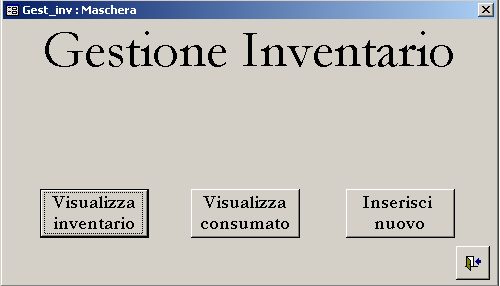 Gest_inv : Maschera
Gestione Inventario
Visualizza
inventario
Visualizza
consumato
Inserisci
nuovo